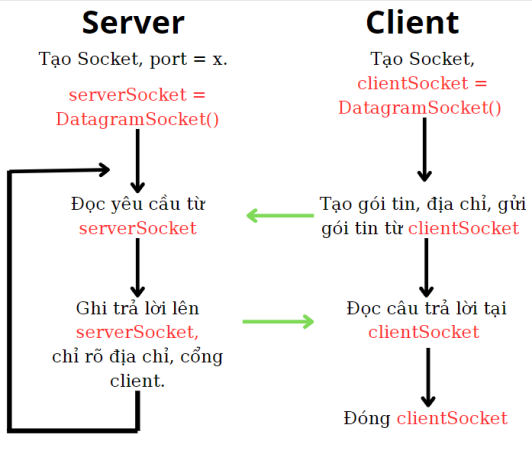 Server
Tạo Socket, port = x.
serverSocket =
DatagramSocket()
Đọc yêu cầu từ
serverSocket
Ghi trả lời lên
serverSocket,
chỉ rõ địa chỉ, cổng
client.
Client
Tạo Socket,
clientSocket =
DatagramSocket()
Tạo gói tin, địa chỉ, gửi
gói tin từ clientSocket
Đọc câu trả lời tại
clientSocket
Đóng clientSocket